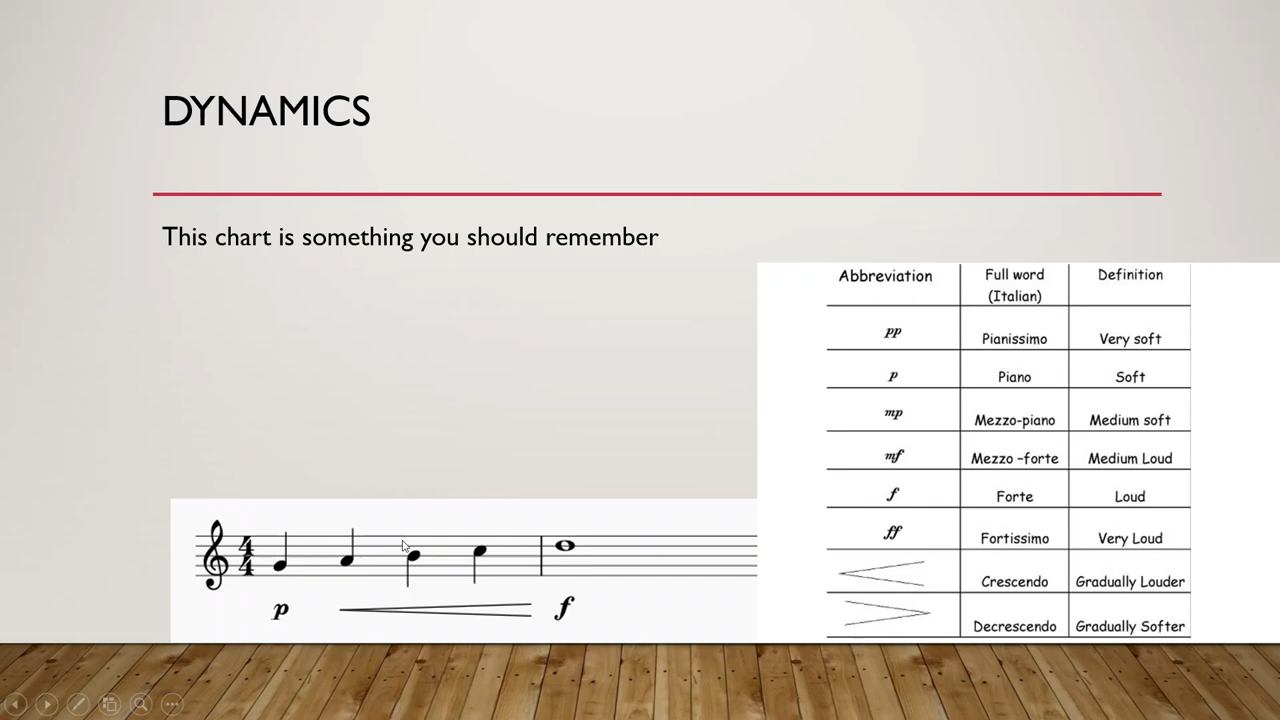 DYNAMICS
This chart is something you should remember
Abbreviation Full word (Italian) Definition
pp Pianissimo Very soft
p Piano Soft
mp Mezzo-piano Medium soft
mf Mezzo –forte Medium Loud
f Forte Loud
ff Fortissimo Very Loud
Crescendo Gradually Louder
Decrescendo Gradually Softer
4
4
p f